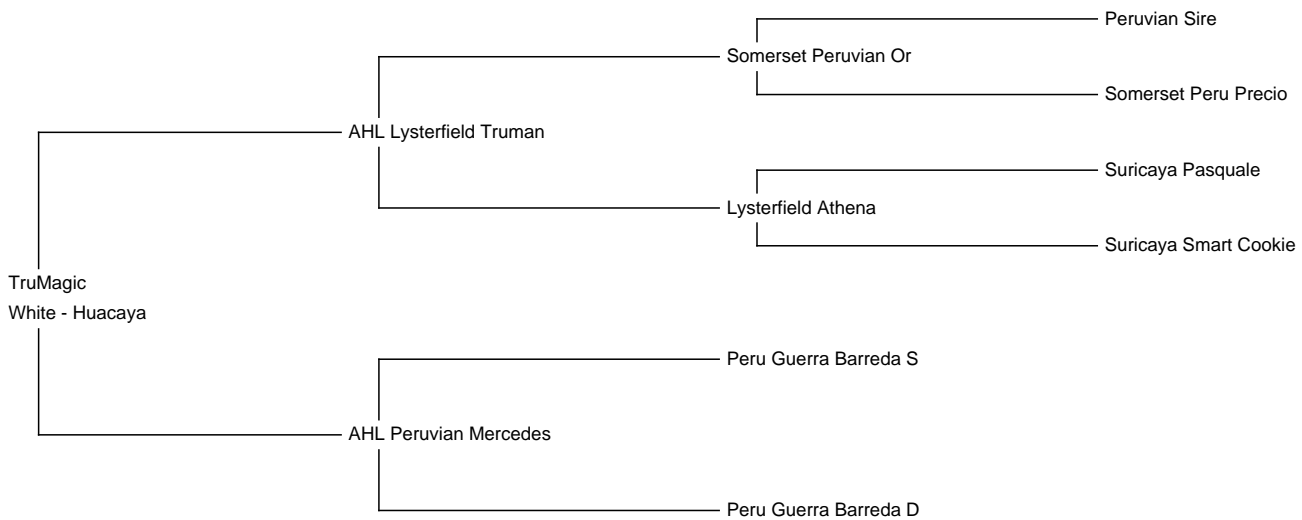 Peruvian Sire
Somerset Peruvian Or
Somerset Peru Precio
AHL Lysterfield Truman
Suricaya Pasquale
Lysterfield Athena
Suricaya Smart Cookie
TruMagic
White - Huacaya
Peru Guerra Barreda S
AHL Peruvian Mercedes
Peru Guerra Barreda D